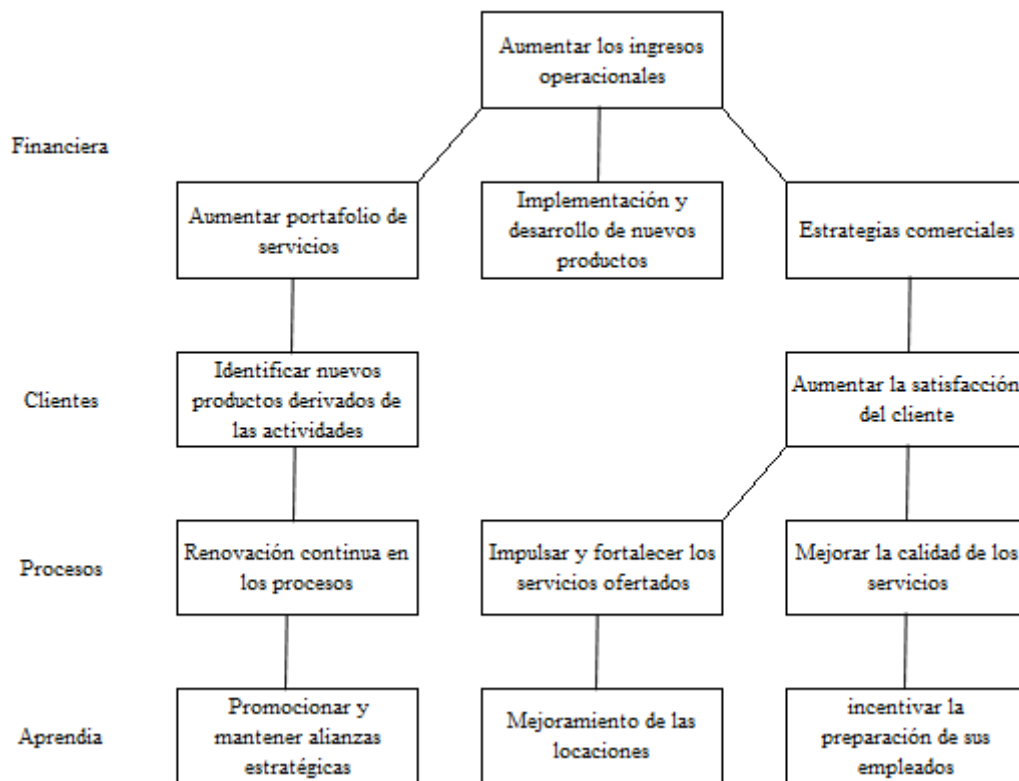 Aumentar los ingresos
operacionales
Financiera
Aumentar portafolio de
servicios
Implementación y
desarrollo de nuevos
productos
Estrategias comerciales
Clientes
Identificar nuevos
productos derivados de
las actividades
Aumentar la satisfacción
del cliente
Procesos
Renovación continua en
los procesos
Impulsar y fortalecer los
servicios ofertados
Mejorar la calidad de los
servicios
Aprendia
Promocionar y
mantener alianzas
estratégicas
Mejoramiento de las
locaciones
incentivar la
preparación de sus
empleados